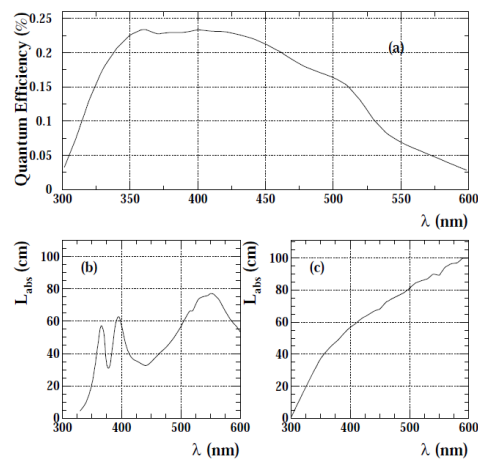 Quantum Efficiency (%)
0.25
0.2
0.15
0.1
0.05
0
(a)
300 350 400 450 500 550 600
λ (nm)
L_abs (cm)
100
80
60
40
20
0
(b)
300 400 500 600
λ (nm)
L_abs (cm)
100
80
60
40
20
0
(c)
300 400 500 600
λ (nm)